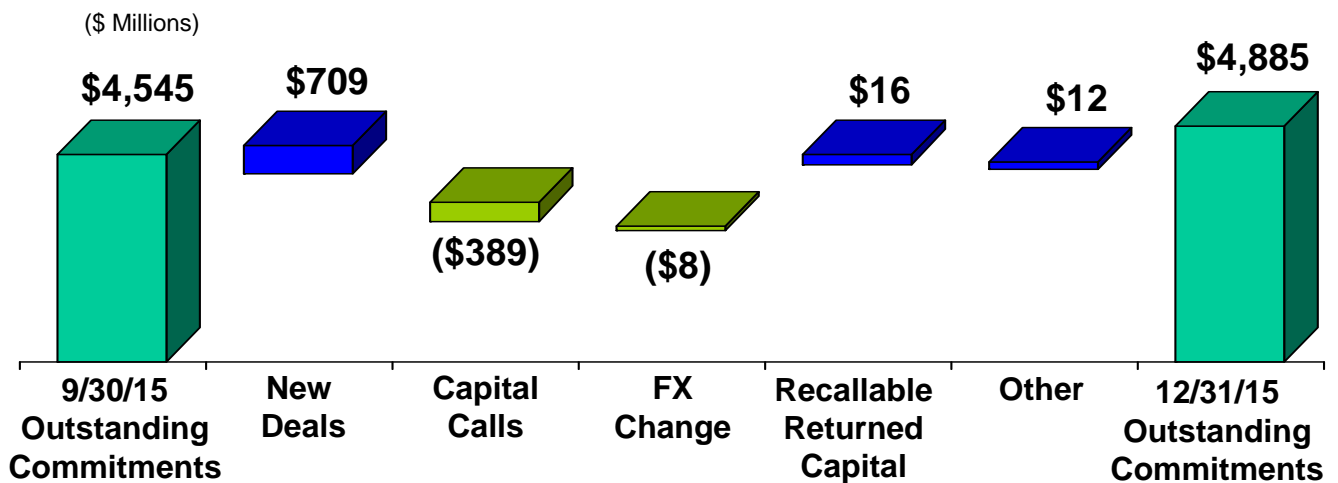 ($ Millions)
$4,545
$709
($389)
($8)
$16
$12
$4,885
9/30/15
Outstanding
Commitments
New
Deals
Capital
Calls
FX
Change
Recallable
Returned
Capital
Other
12/31/15
Outstanding
Commitments